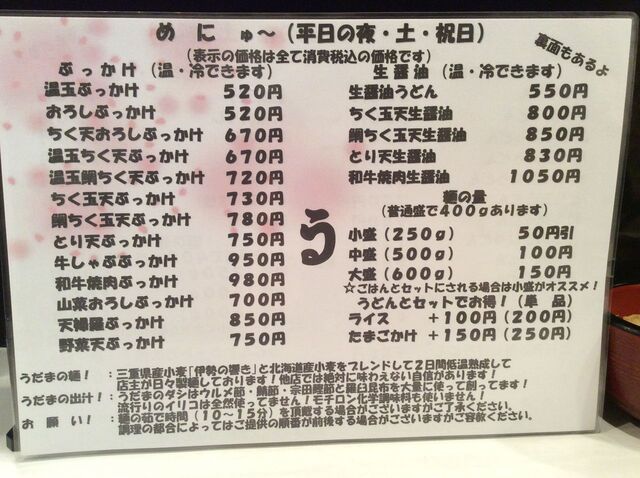 め に ゅ～(平日の夜・土・祝日)
(表示の価格は全て消費税込の価格です)
裏面もあるよ
ぶっかけ (温・冷できます)
温玉ぶっかけ 520円
おろしぶっかけ 520円
ちく天おろしぶっかけ 670円
温玉ちく天ぶっかけ 670円
温玉鯛ちく天ぶっかけ 720円
ちく玉天ぶっかけ 730円
鯛ちく玉天ぶっかけ 780円
とり天ぶっかけ 750円
牛しゃぶぶっかけ 950円
和牛焼肉ぶっかけ 980円
山菜おろしぶっかけ 700円
天婦羅ぶっかけ 850円
野菜天ぶっかけ 750円
う
生醤油 (温・冷できます)
生醤油うどん 550円
ちく玉天生醤油 800円
鯛ちく玉天生醤油 850円
とり天生醤油 830円
和牛焼肉生醤油 1050円
麺の量
(普通盛で400gあります)
小盛(250g) 50円引
中盛(500g) 100円
大盛(600g) 150円
☆ごはんとセットにされる場合は小盛がオススメ！
うどんとセットでお得！(単 品)
ライス +100円(200円)
たまごかけ +150円(250円)
うだまの麺！ ：三重県産小麦「伊勢の響き」と北海道産小麦をブレンドして2日間低温熟成して
店主が日々製麺しております！他店では絶対に味わえない自信があります！
うだまの出汁！：うだまのダシはウルメ節・鯖節・宗田鰹節と羅臼昆布を大量に使って創ってます！
流行りのイリコは全然使ってません！モチロン化学調味料も使いません！
お 願 い！ ：麺の茹で時間(10～15分)を頂戴する場合がございますがご了承ください。
調理の都合によってはご提供の順番が前後する場合がございますがご容赦ください。